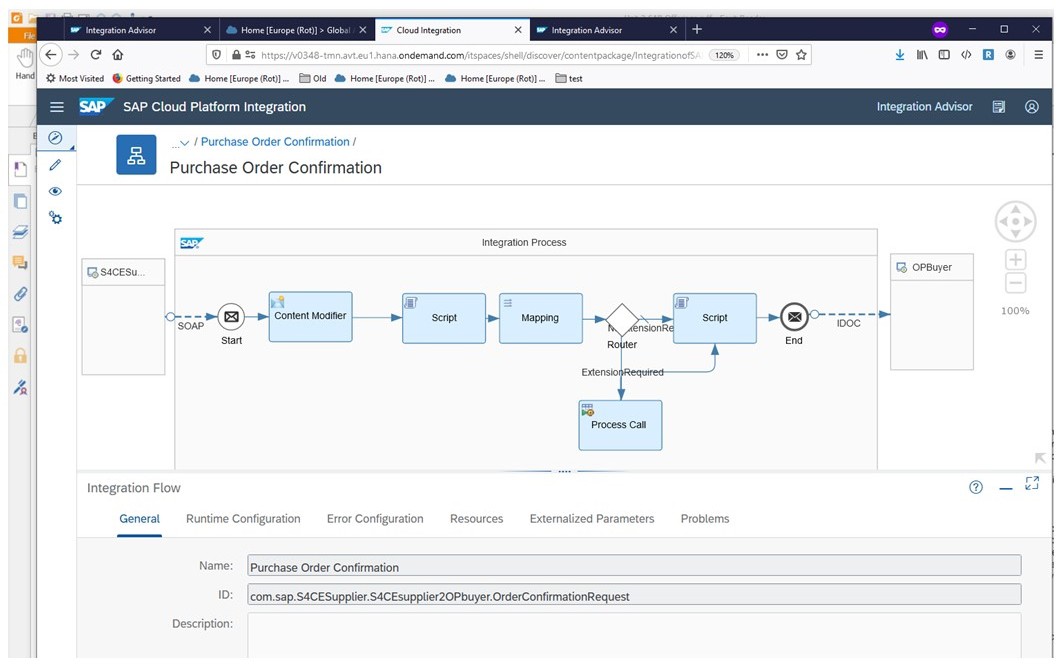 File
Hand
Integration Advisor
Home [Europe (Rot)] > Global
Cloud Integration
Integration Advisor
https://v0348-tmn.avt.eu1.hana.ondemand.com/itspaces/shell/discover/contentpackage/IntegrationofSA
120%
Most Visited
Getting Started
Home [Europe (Rot)] ...
Old
Home [Europe (Rot)] ...
Home [Europe (Rot)] ...
test
SAP
SAP Cloud Platform Integration
Integration Advisor
... / Purchase Order Confirmation /
Purchase Order Confirmation
SAP
Integration Process
S4CESu...
OPBuyer
SOAP
Start
Content Modifier
Script
Mapping
Router
ExtensionRequired
Script
Process Call
End
IDOC
100%
Integration Flow
General
Runtime Configuration
Error Configuration
Resources
Externalized Parameters
Problems
Name:
Purchase Order Confirmation
ID:
com.sap.S4CESupplier.S4CEsupplier2OPbuyer.OrderConfirmationRequest
Description: